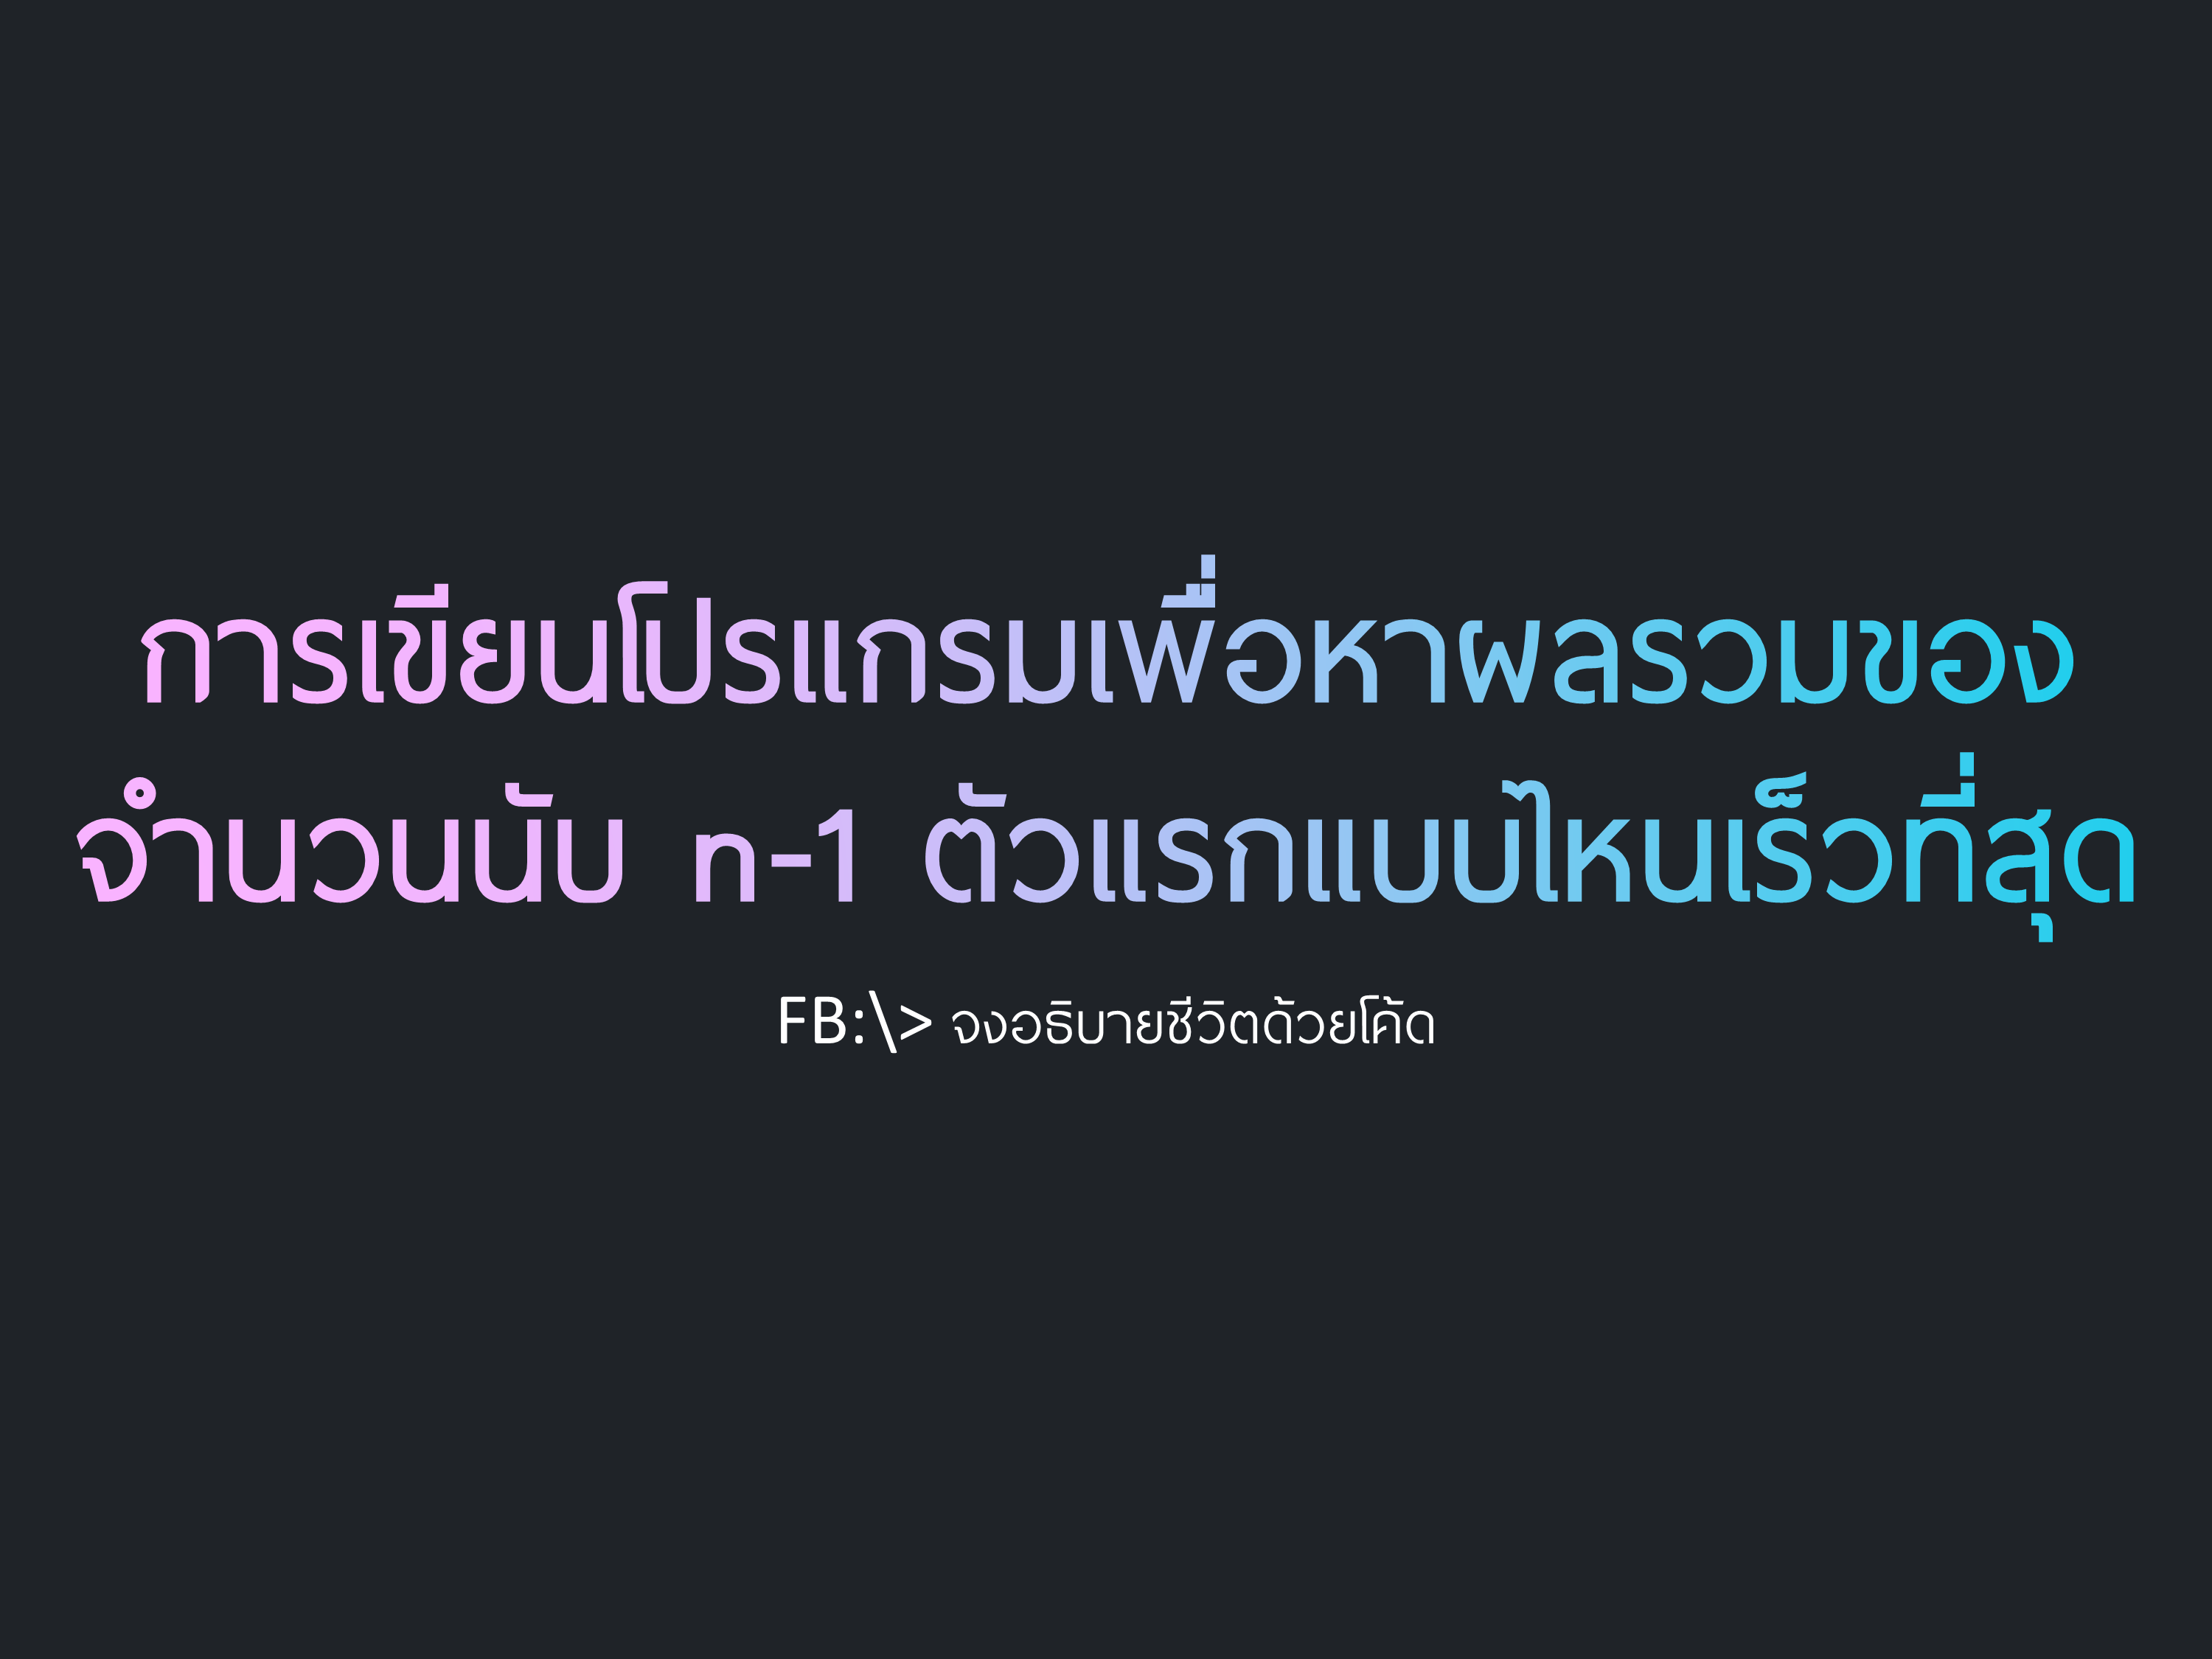 การเขียนโปรแกรมเพื่อหาผลรวมของ
จำนวนนับ n-1 ตัวแรกแบบไหนเร็วที่สุด
FB:\> จงอธิบายชีวิตด้วยโค้ด